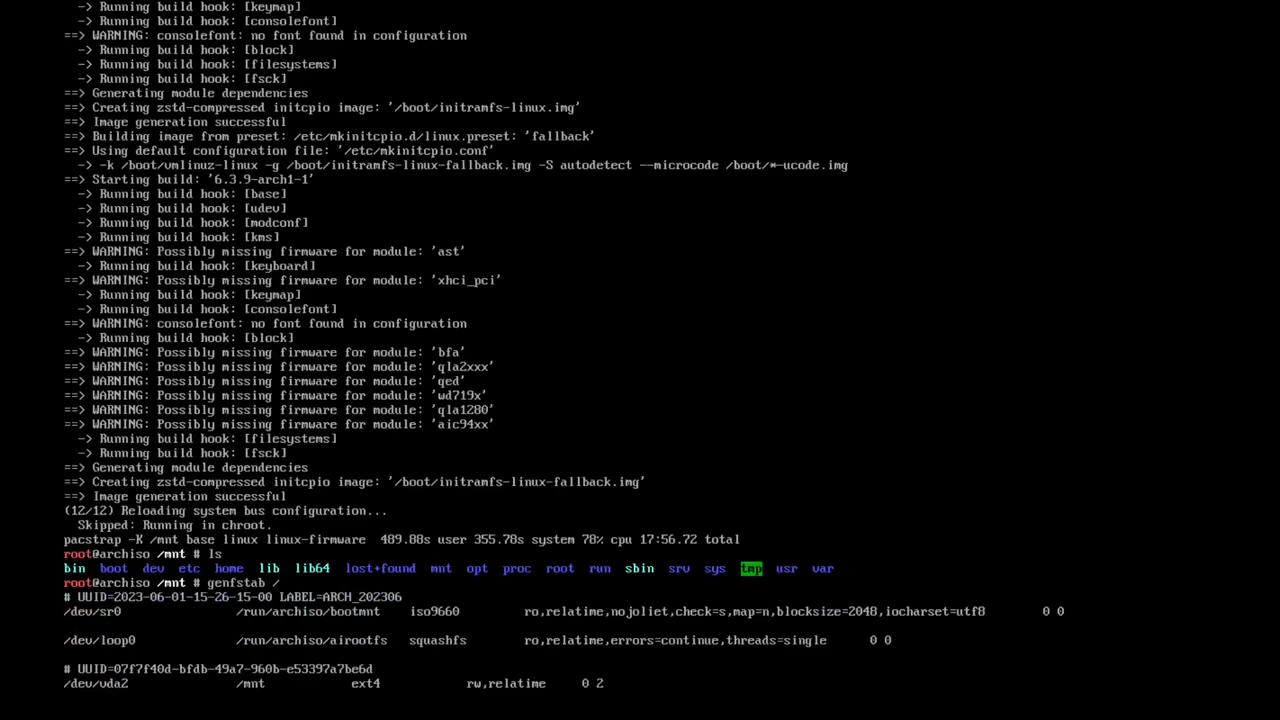 -> Running build hook: [keymap]
-> Running build hook: [consolefont]
==> WARNING: consolefont: no font found in configuration
-> Running build hook: [block]
-> Running build hook: [filesystems]
-> Running build hook: [fsck]
==> Generating module dependencies
==> Creating zstd-compressed initcpio image: '/boot/initramfs-linux.img'
==> Image generation successful
==> Building image from preset: /etc/mkinitcpio.d/linux.preset: 'fallback'
==> Using default configuration file: '/etc/mkinitcpio.conf'
-> -k /boot/vmlinuz-linux -g /boot/initramfs-linux-fallback.img -S autodetect --microcode /boot/*-ucode.img
==> Starting build: '6.3.9-arch1-1'
-> Running build hook: [base]
-> Running build hook: [udev]
-> Running build hook: [modconf]
-> Running build hook: [kms]
==> WARNING: Possibly missing firmware for module: 'ast'
-> Running build hook: [keyboard]
==> WARNING: Possibly missing firmware for module: 'xhci_pci'
-> Running build hook: [keymap]
-> Running build hook: [consolefont]
==> WARNING: consolefont: no font found in configuration
-> Running build hook: [block]
==> WARNING: Possibly missing firmware for module: 'bfa'
==> WARNING: Possibly missing firmware for module: 'qla2xxx'
==> WARNING: Possibly missing firmware for module: 'qed'
==> WARNING: Possibly missing firmware for module: 'wd719x'
==> WARNING: Possibly missing firmware for module: 'qla1280'
==> WARNING: Possibly missing firmware for module: 'aic94xx'
-> Running build hook: [filesystems]
-> Running build hook: [fsck]
==> Generating module dependencies
==> Creating zstd-compressed initcpio image: '/boot/initramfs-linux-fallback.img'
==> Image generation successful
(12/12) Reloading system bus configuration...
Skipped: Running in chroot.
pacstrap -K /mnt base linux linux-firmware 489.08s user 355.78s system 78% cpu 17:56.72 total
root@archiso /mnt # ls
bin boot dev etc home lib lib64 lost+found mnt opt proc root run sbin srv sys tmp usr var
root@archiso /mnt # genfstab /
# UUID=2023-06-01-15-26-15-00 LABEL=ARCH_202306
/dev/sr0 /run/archiso/bootmnt iso9660 ro,relatime,nojoliet,check=s,map=n,blocksize=2048,iocharset=utf8 0 0
/dev/loop0 /run/archiso/airootfs squashfs ro,relatime,errors=continue,threads=single 0 0
# UUID=07f7f40d-bfdb-49a7-960b-e53397a7be6d
/dev/vda2 /mnt ext4 rw,relatime 0 2